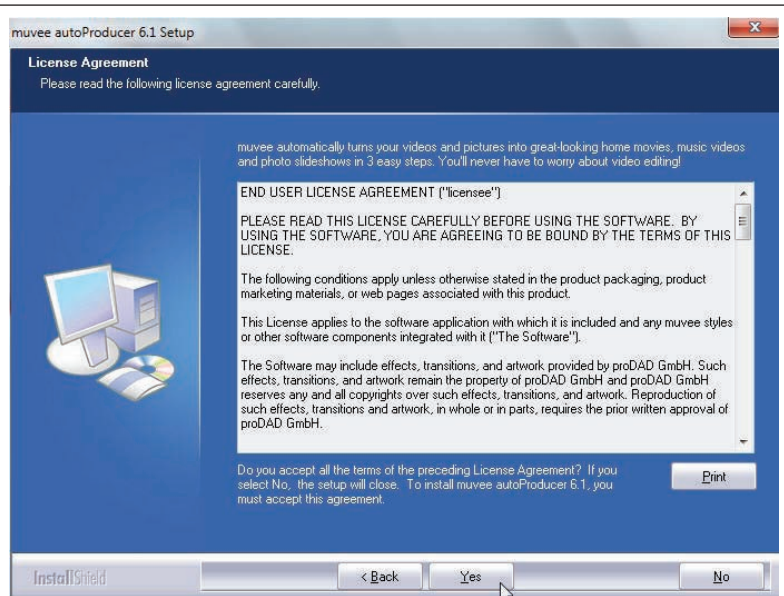 muvee autoProducer 6.1 Setup
License Agreement
Please read the following license agreement carefully.
muvee automatically turns your videos and pictures into great-looking home movies, music videos
and photo slideshows in 3 easy steps. You'll never have to worry about video editing!
END USER LICENSE AGREEMENT ("licensee")
PLEASE READ THIS LICENSE CAREFULLY BEFORE USING THE SOFTWARE. BY
USING THE SOFTWARE, YOU ARE AGREEING TO BE BOUND BY THE TERMS OF THIS
LICENSE.
The following conditions apply unless otherwise stated in the product packaging, product
marketing materials, or web pages associated with this product.
This License applies to the software application with which it is included and any muvee styles
or other software components integrated with it ("The Software").
The Software may include effects, transitions, and artwork provided by proDAD GmbH. Such
effects, transitions, and artwork remain the property of proDAD GmbH and proDAD GmbH
reserves any and all copyrights over such effects, transitions, and artwork. Reproduction of
such effects, transitions and artwork, in whole or in parts, requires the prior written approval of
proDAD GmbH.
Do you accept all the terms of the preceding License Agreement? If you
select No, the setup will close. To install muvee autoProducer 6.1, you
must accept this agreement.
Print
InstallShield
< Back
Yes
No